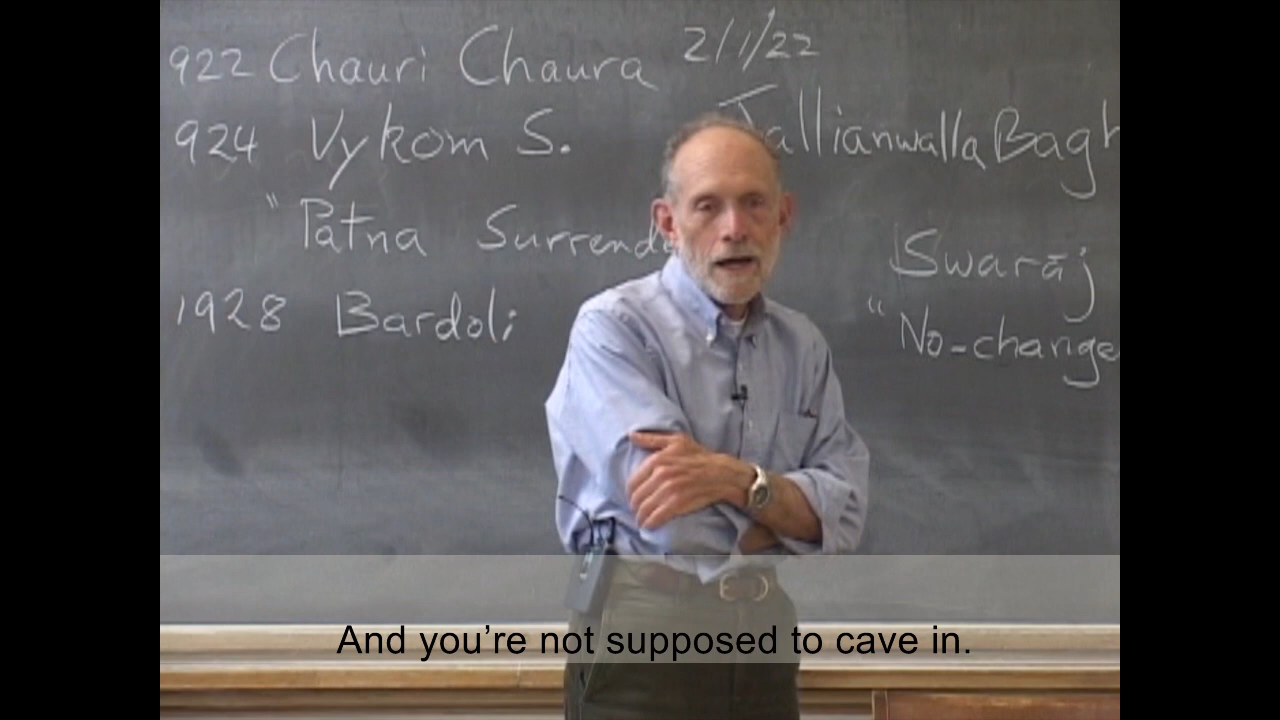 922 Chauri Chaura 2/1/22
924 Vykom S. Jallianwalla Bagh
"Patna Surrende
Swarāj
1928 Bardoli
"No-change
And you're not supposed to cave in.